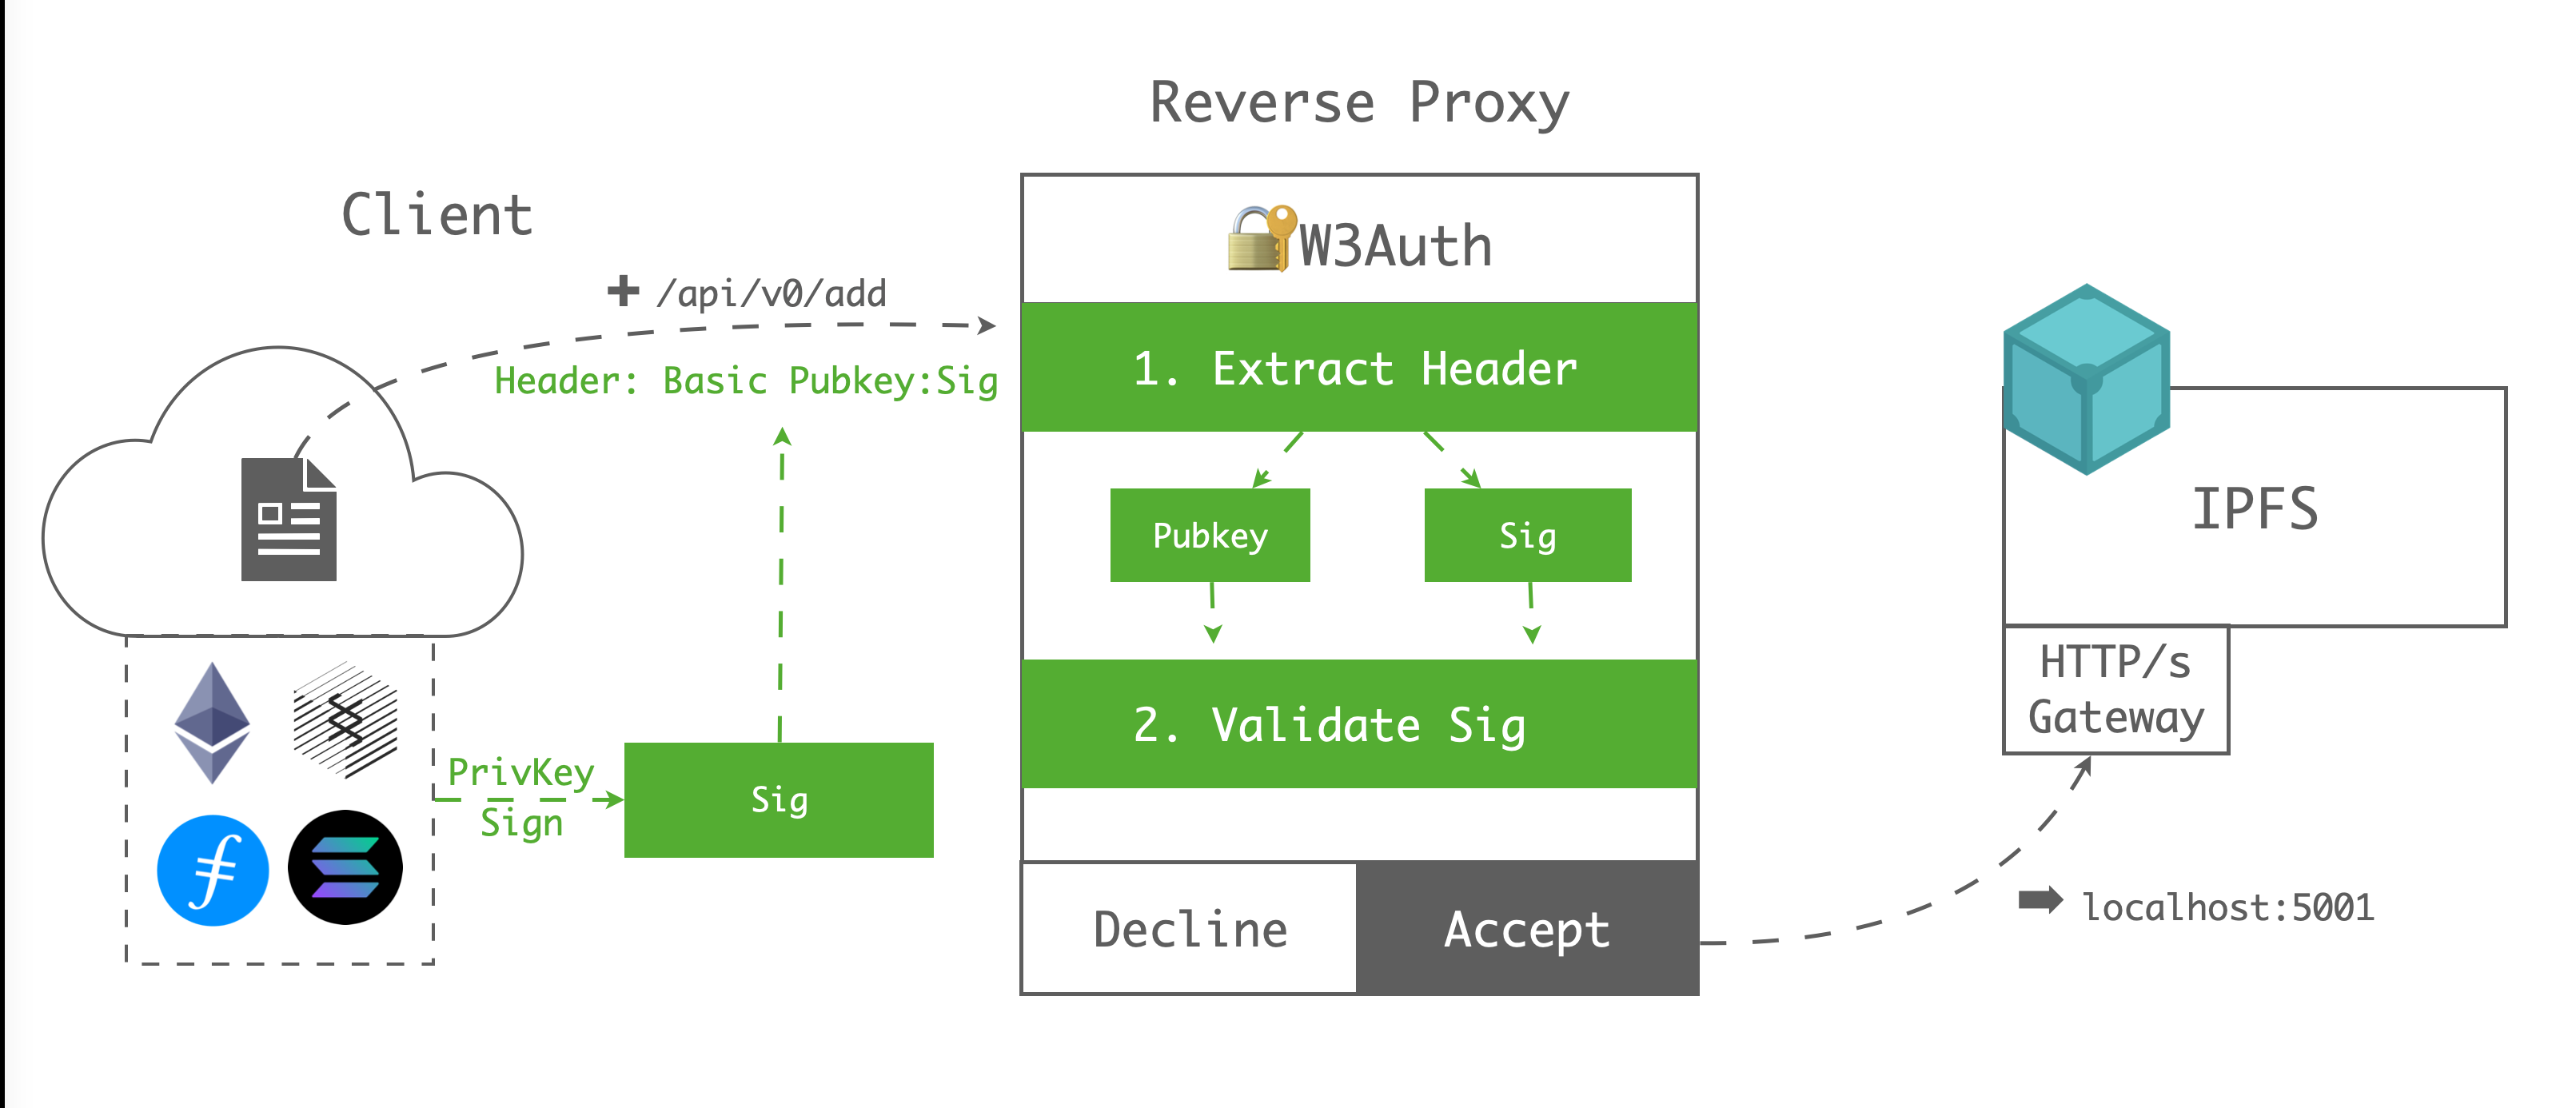 Client
/api/v0/add
Header: Basic Pubkey:Sig
PrivKey
Sign
Sig
Reverse Proxy
W3Auth
1. Extract Header
Pubkey
Sig
2. Validate Sig
Decline
Accept
IPFS
HTTP/s
Gateway
localhost:5001